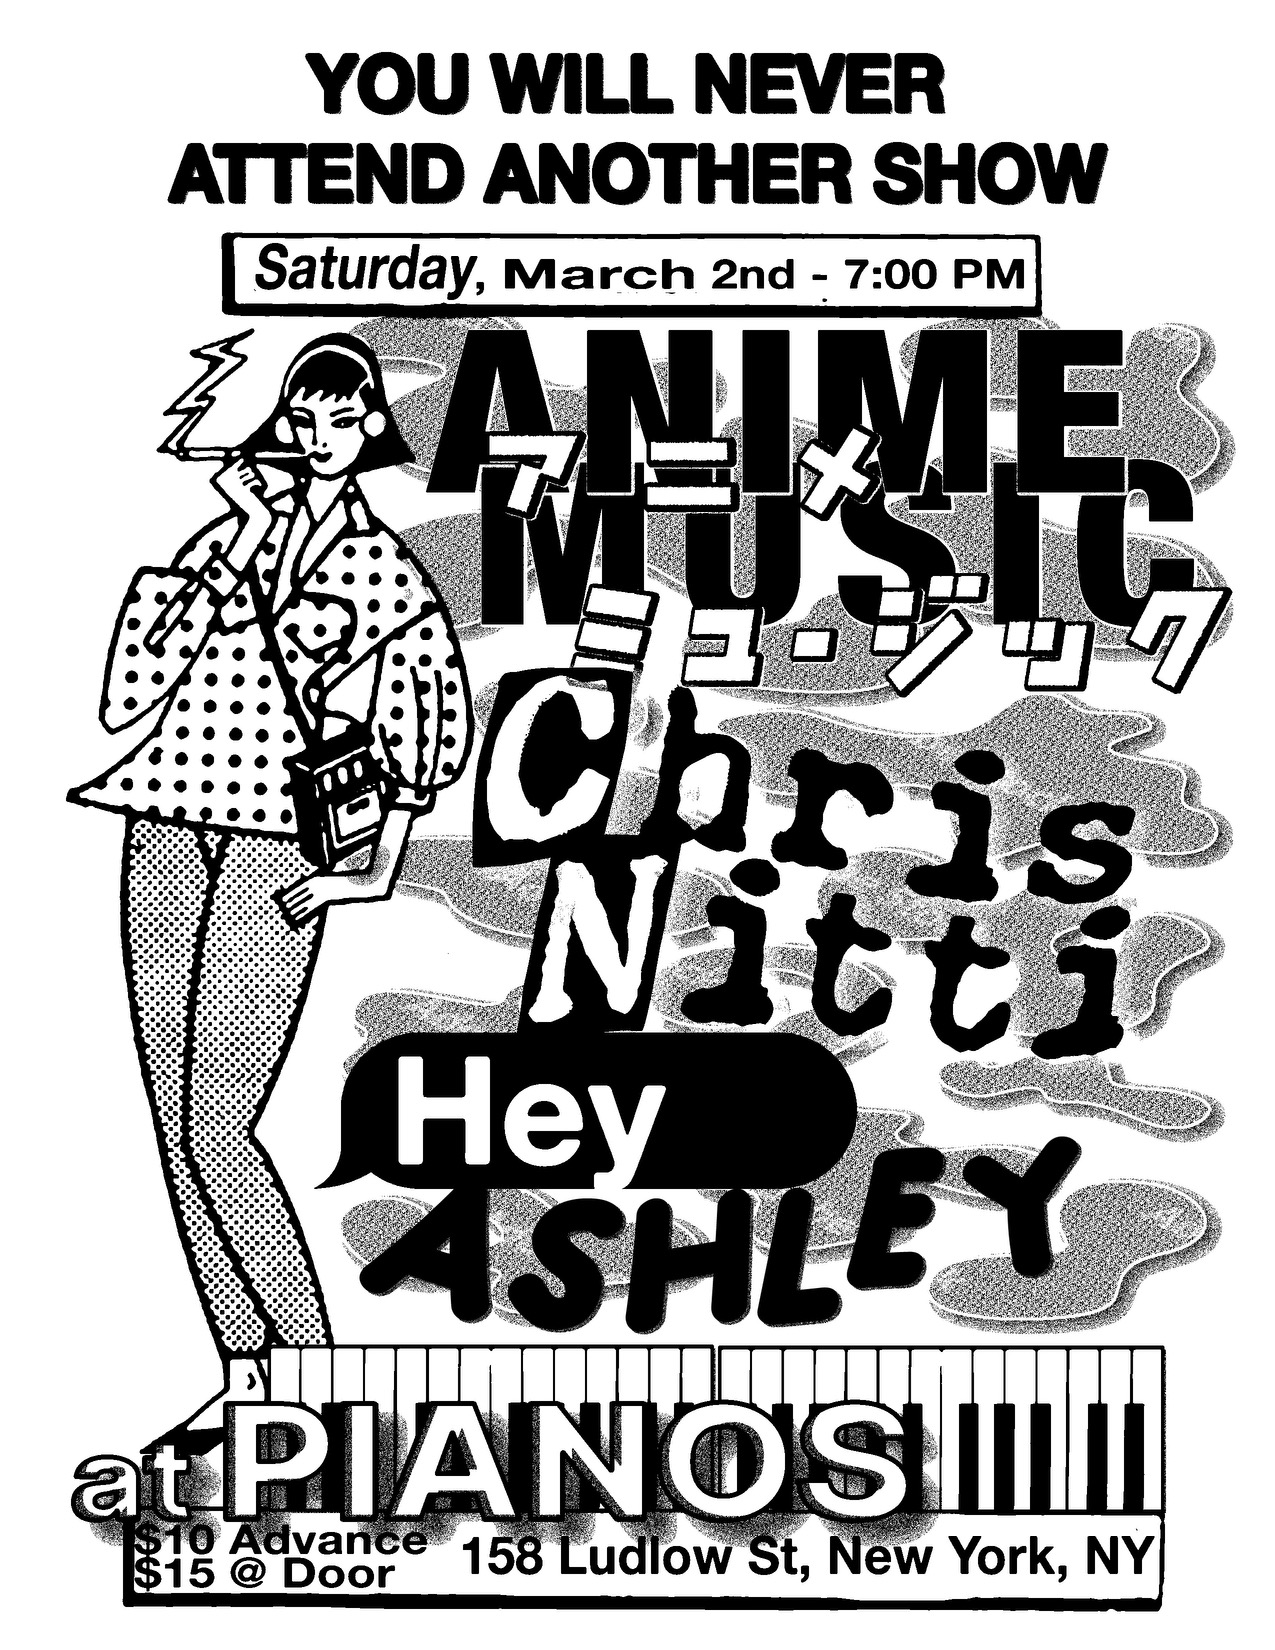 YOU WILL NEVER
ATTEND ANOTHER SHOW
Saturday, March 2nd - 7:00 PM
ANIME
アニメ
MUSIC
ミュージック
Chris
Nitti
Hey
ASHLEY
at PIANOS
$10 Advance
$15 @ Door
158 Ludlow St, New York, NY